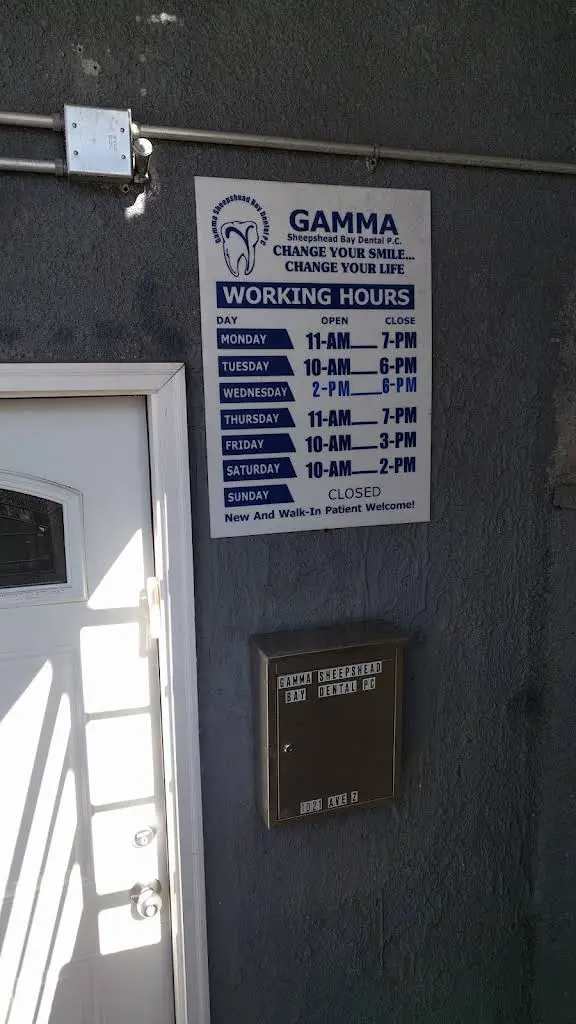 Gamma Sheepshead Bay Dental P.C
GAMMA
Sheepshead Bay Dental P.C.
CHANGE YOUR SMILE...
CHANGE YOUR LIFE
WORKING HOURS
DAY OPEN CLOSE
MONDAY 11-AM 7-PM
TUESDAY 10-AM 6-PM
WEDNESDAY 2-PM 6-PM
THURSDAY 11-AM 7-PM
FRIDAY 10-AM 3-PM
SATURDAY 10-AM 2-PM
SUNDAY CLOSED
New And Walk-In Patient Welcome!
GAMMA SHEEPSHEAD
BAY DENTAL PC
1021 AVE Z